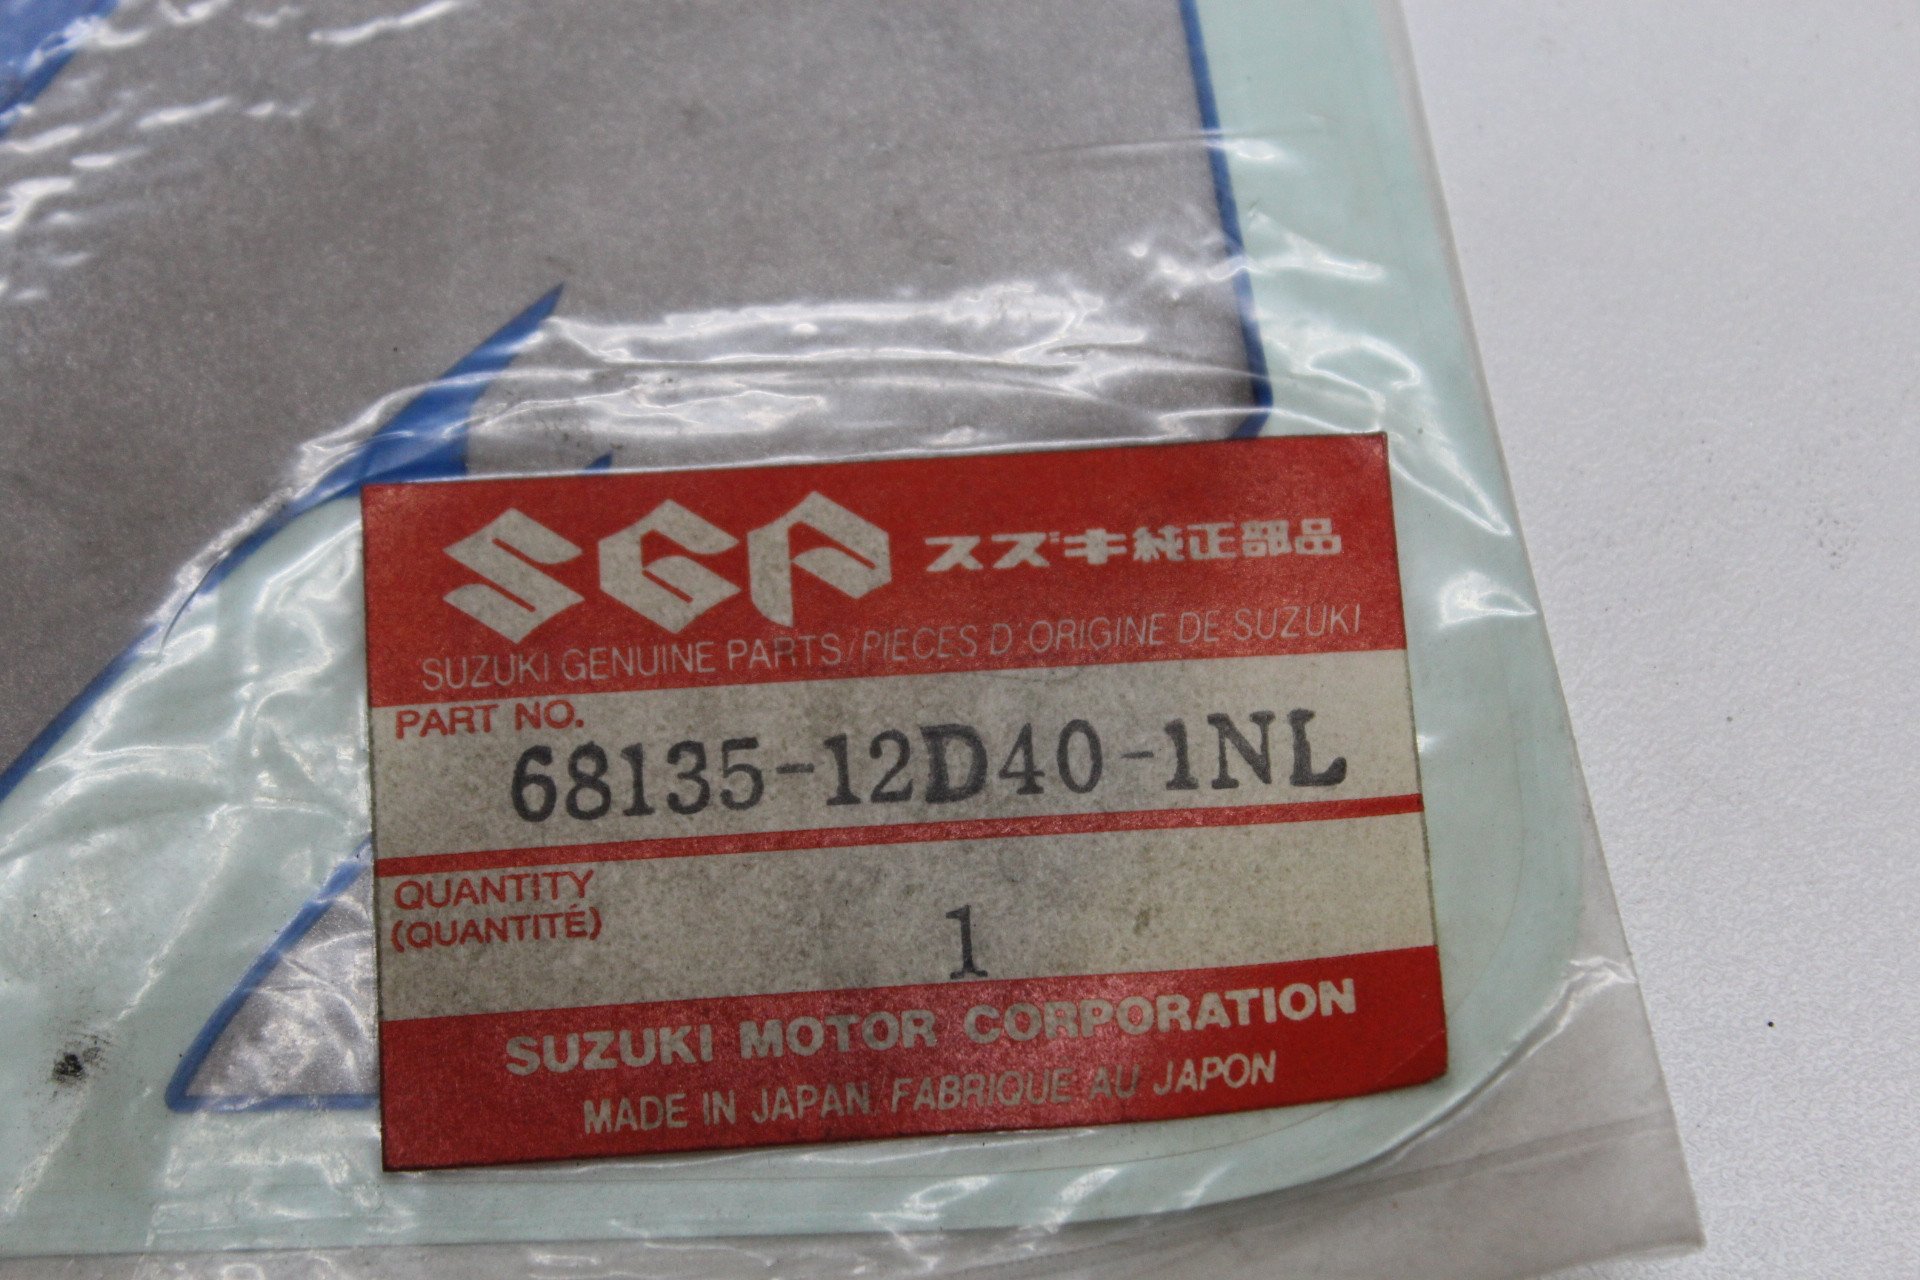 SGP スズキ純正部品
SUZUKI GENUINE PARTS/PIECES D'ORIGINE DE SUZUKI
PART NO.
68135-12D40-1NL
QUANTITY
(QUANTITÉ)
1
SUZUKI MOTOR CORPORATION
MADE IN JAPAN/FABRIQUE AU JAPON